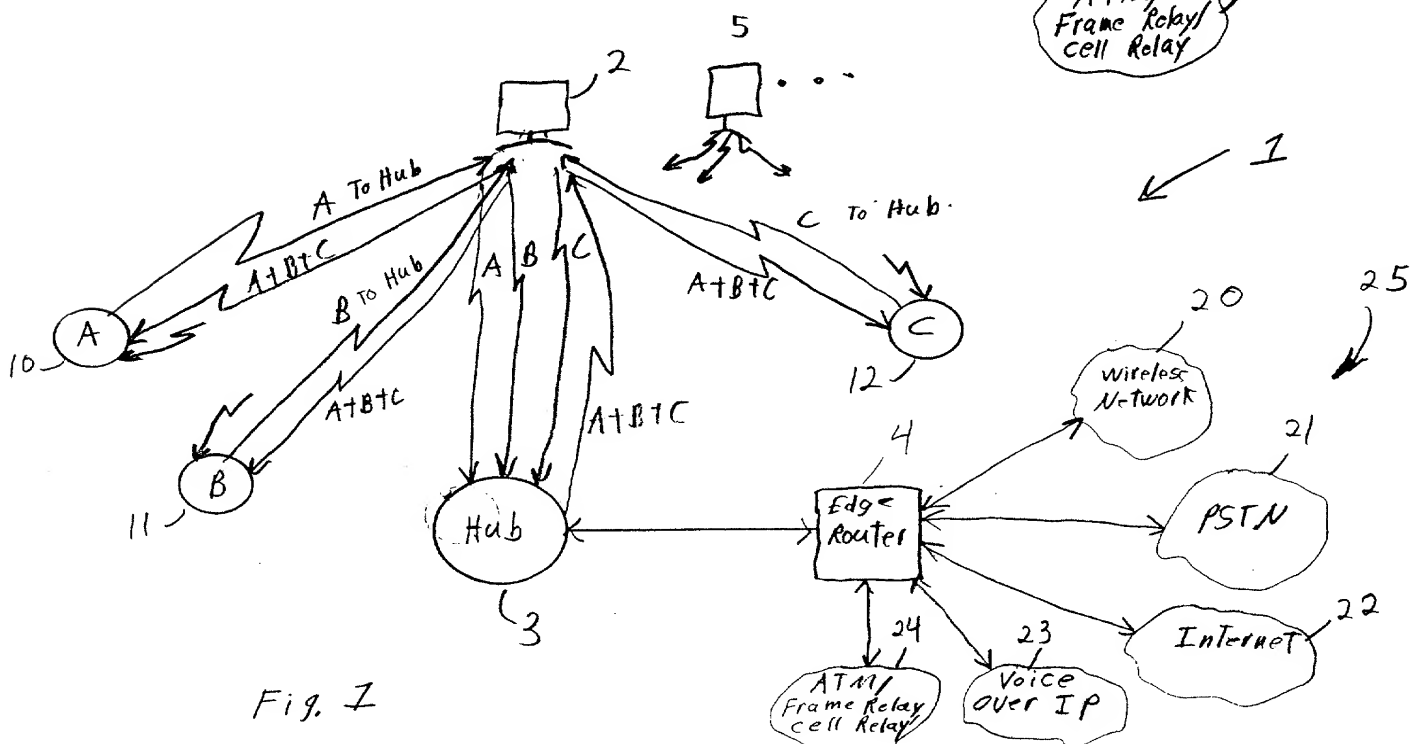 Frame Relay/
cell Relay
5
2
1
A To Hub
C To Hub.
A+B+C
B To Hub
A
B
C
A+B+C
25
20
A
10
C
12
Wireless
Network
A+B+C
A+B+C
4
21
B
11
Hub
Edge
Router
PSTN
3
24
23
Internet
22
ATM/
Frame Relay
cell Relay
Voice
over IP
Fig. 1